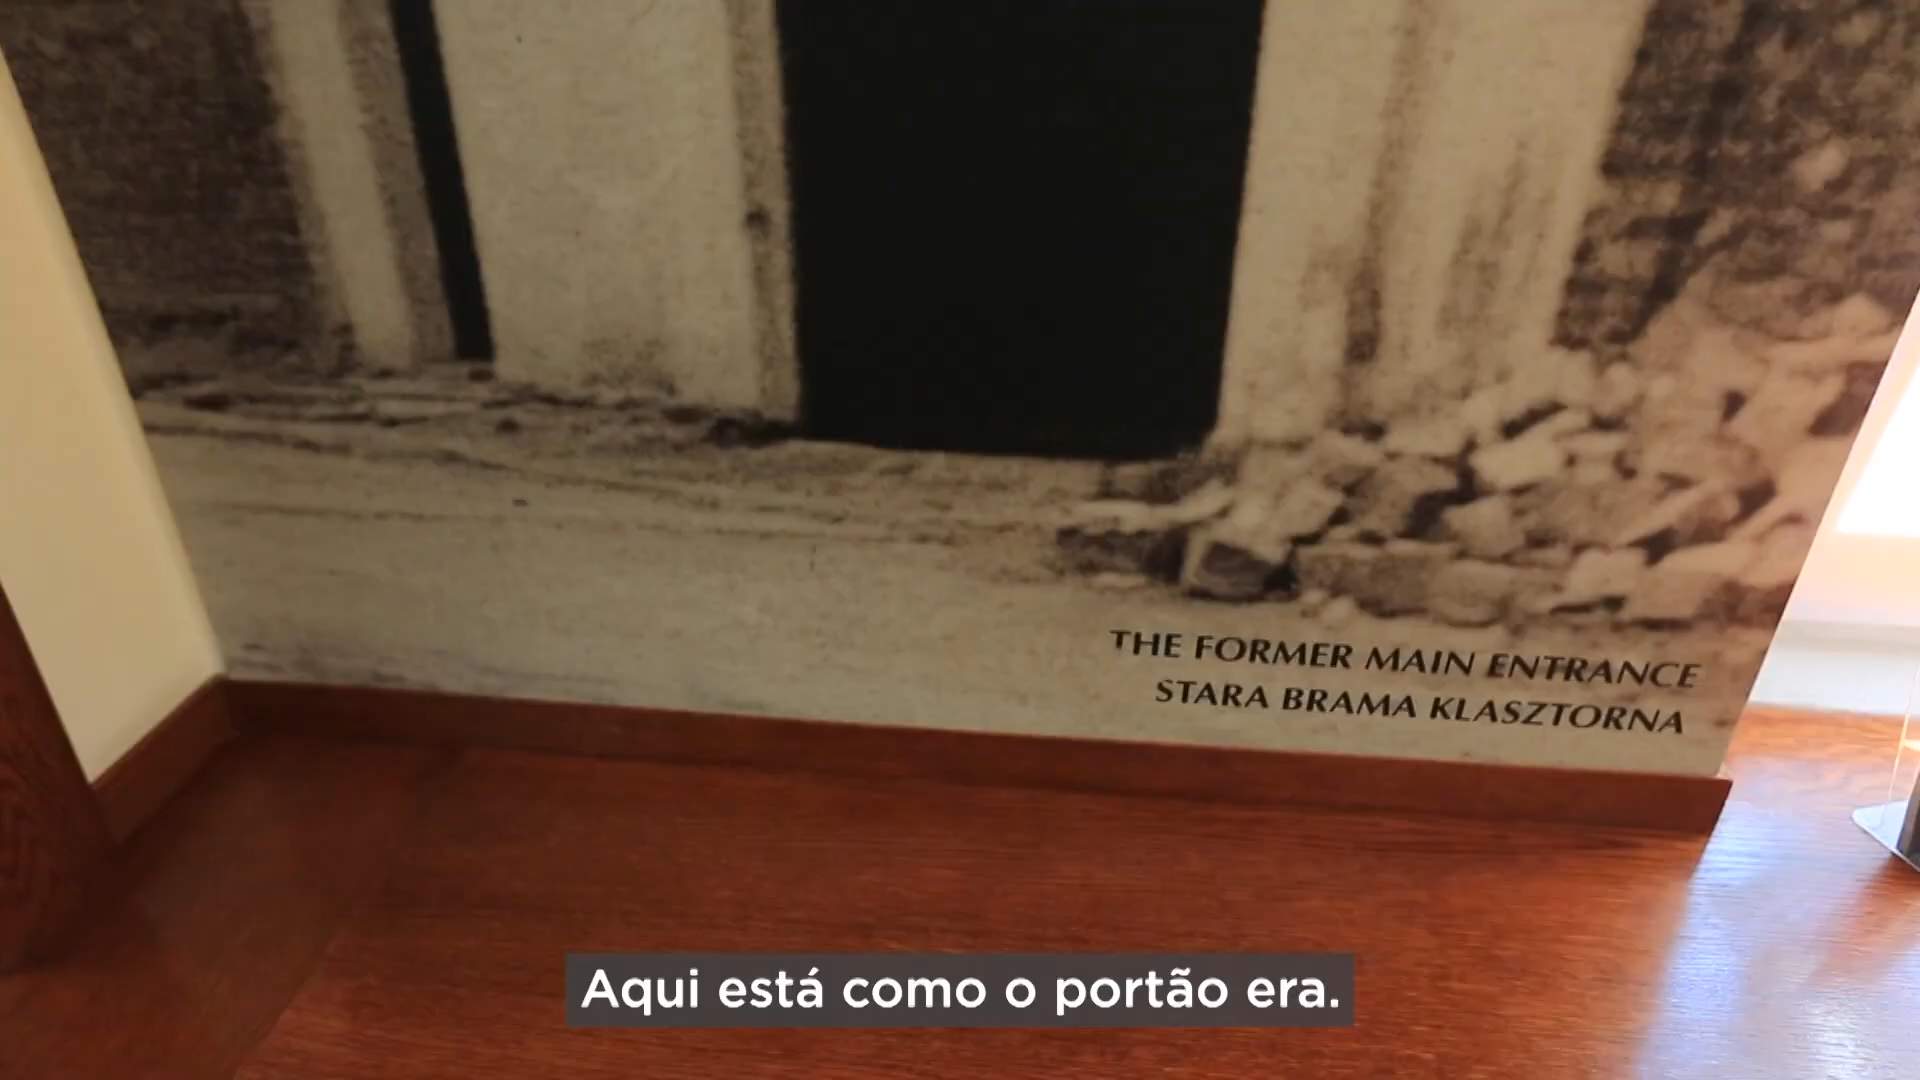 THE FORMER MAIN ENTRANCE
STARA BRAMA KLASZTORNA
Aqui está como o portão era.